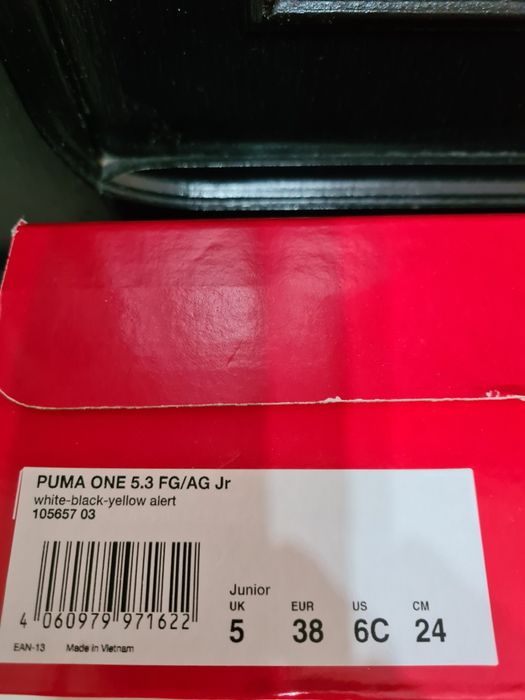 PUMA ONE 5.3 FG/AG Jr
white-black-yellow alert
105657 03
Junior
UK EUR US CM
5 38 6C 24
4 060979 971622
EAN-13 Made in Vietnam